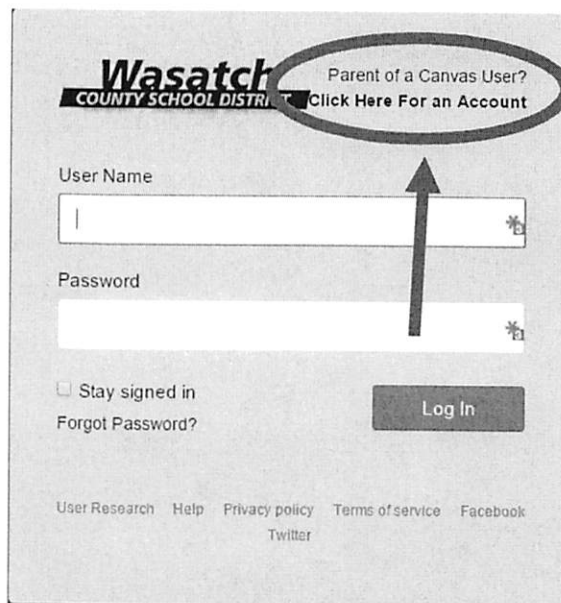 Wasatch
COUNTY SCHOOL DISTRICT
Parent of a Canvas User?
Click Here For an Account
User Name
Password
Stay signed in
Forgot Password?
Log In
User Research Help Privacy policy Terms of service Facebook
Twitter